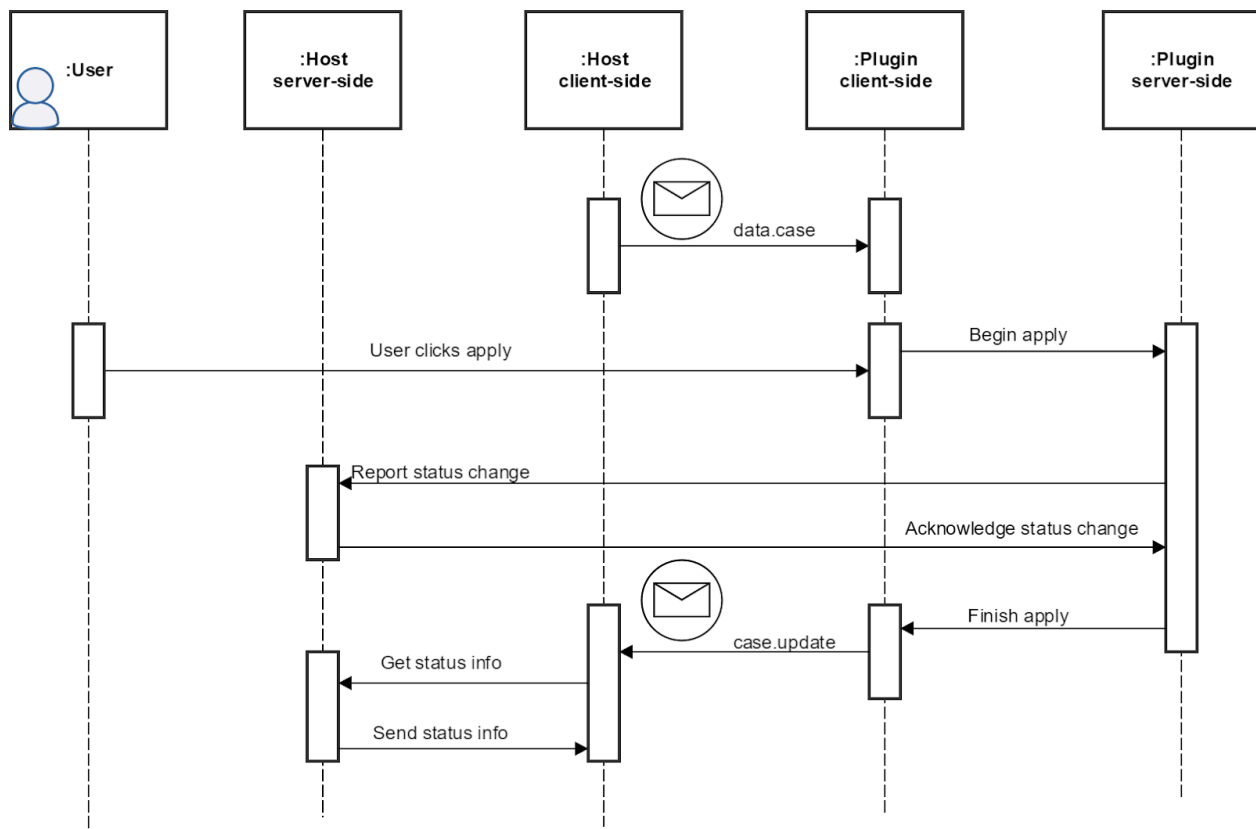 :User
:Host
server-side
:Host
client-side
:Plugin
client-side
:Plugin
server-side
data.case
Begin apply
User clicks apply
Report status change
Acknowledge status change
Finish apply
case.update
Get status info
Send status info